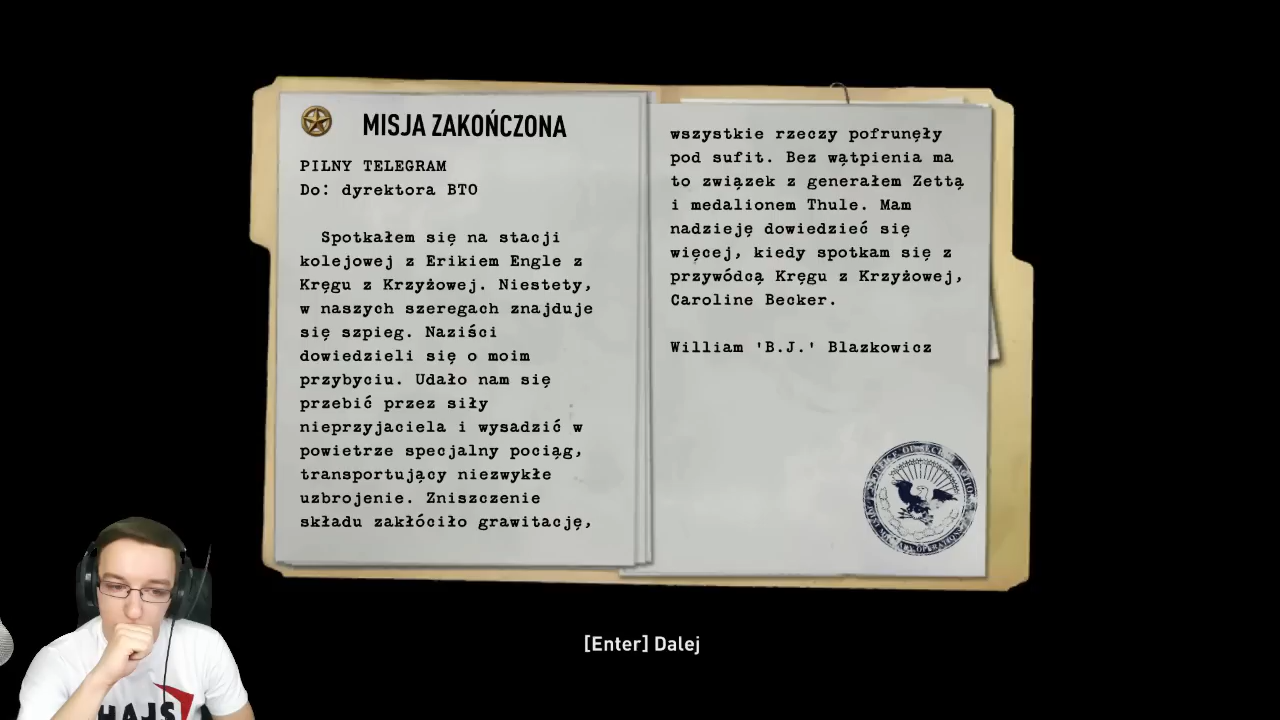 MISJA ZAKOŃCZONA
PILNY TELEGRAM
Do: dyrektora BTO
Spotkałem się na stacji
kolejowej z Erikiem Engle z
Kręgu z Krzyżowej. Niestety,
w naszych szeregach znajduje
się szpieg. Naziści
dowiedzieli się o moim
przybyciu. Udało nam się
przebić przez siły
nieprzyjaciela i wysadzić w
powietrze specjalny pociąg,
transportujący niezwykłe
uzbrojenie. Zniszczenie
składu zakłóciło grawitację,
wszystkie rzeczy pofrunęły
pod sufit. Bez wątpienia ma
to związek z generałem Zettą
i medalionem Thule. Mam
nadzieję dowiedzieć się
więcej, kiedy spotkam się z
przywódcą Kręgu z Krzyżowej,
Caroline Becker.
William 'B.J.' Blazkowicz
[Enter] Dalej
HAJS